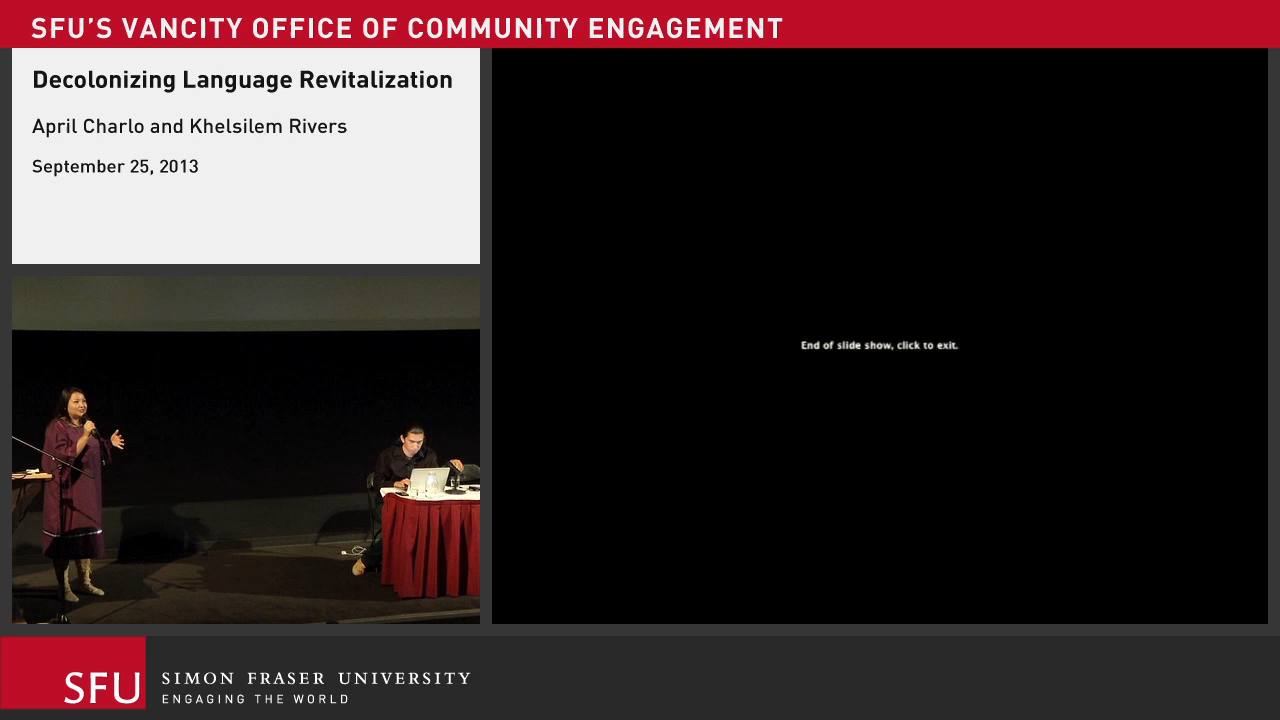 SFU'S VANCITY OFFICE OF COMMUNITY ENGAGEMENT
Decolonizing Language Revitalization
April Charlo and Khelsilem Rivers
September 25, 2013
End of slide show, click to exit.
SFU
SIMON FRASER UNIVERSITY
ENGAGING THE WORLD